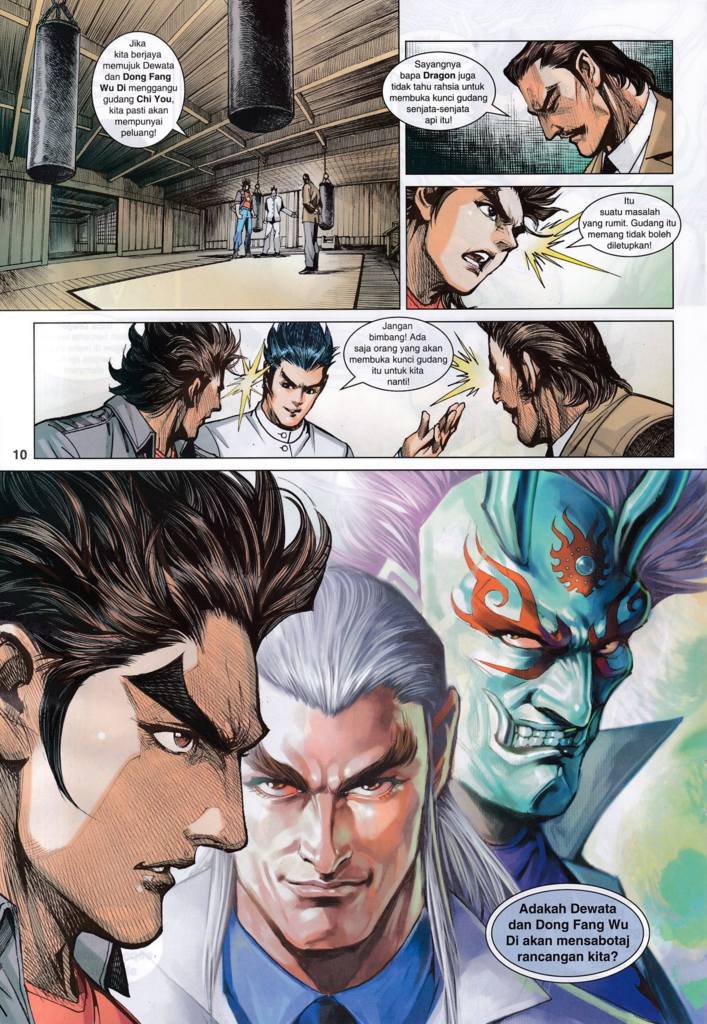 Jika
kita berjaya
memujuk Dewata
dan Dong Fang
Wu Di menggangu
gudang Chi You,
kita pasti akan
mempunyai
peluang!
Sayangnya
bapa Dragon juga
tidak tahu rahsia untuk
membuka kunci gudang
senjata-senjata
api itu!
Itu
suatu masalah
yang rumit. Gudang itu
memang tidak boleh
diletupkan!
Jangan
bimbang! Ada
saja orang yang akan
membuka kunci gudang
itu untuk kita
nanti!
10
Adakah Dewata
dan Dong Fang Wu
Di akan mensabotaj
rancangan kita?